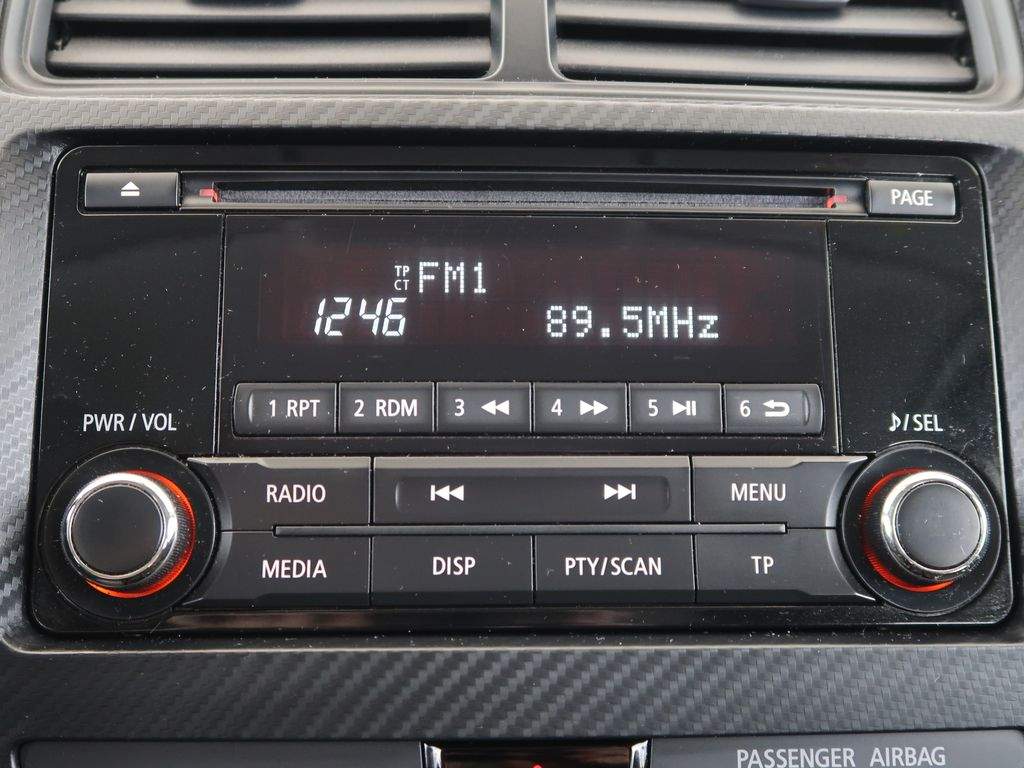 PAGE
TP
CT
FM1
1246
89.5MHz
1 RPT
2 RDM
3
4
5
6
PWR / VOL
♪/SEL
RADIO
MENU
MEDIA
DISP
PTY/SCAN
TP
PASSENGER AIRBAG